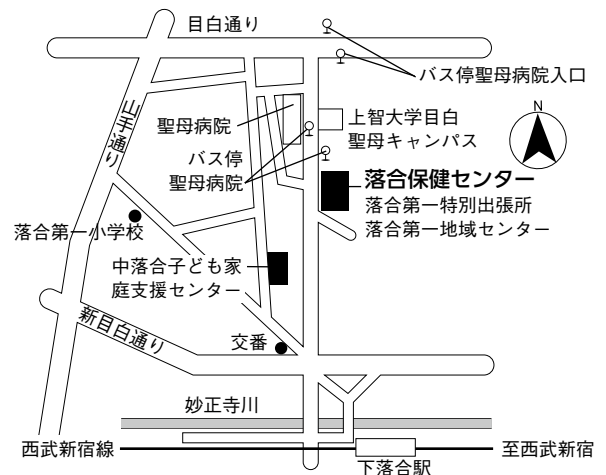 目白通り
バス停聖母病院入口
山手通り
聖母病院
上智大学目白
聖母キャンパス
N
バス停
聖母病院
落合保健センター
落合第一特別出張所
落合第一地域センター
落合第一小学校
中落合子ども家
庭支援センター
新目白通り
交番
妙正寺川
西武新宿線
至西武新宿
下落合駅